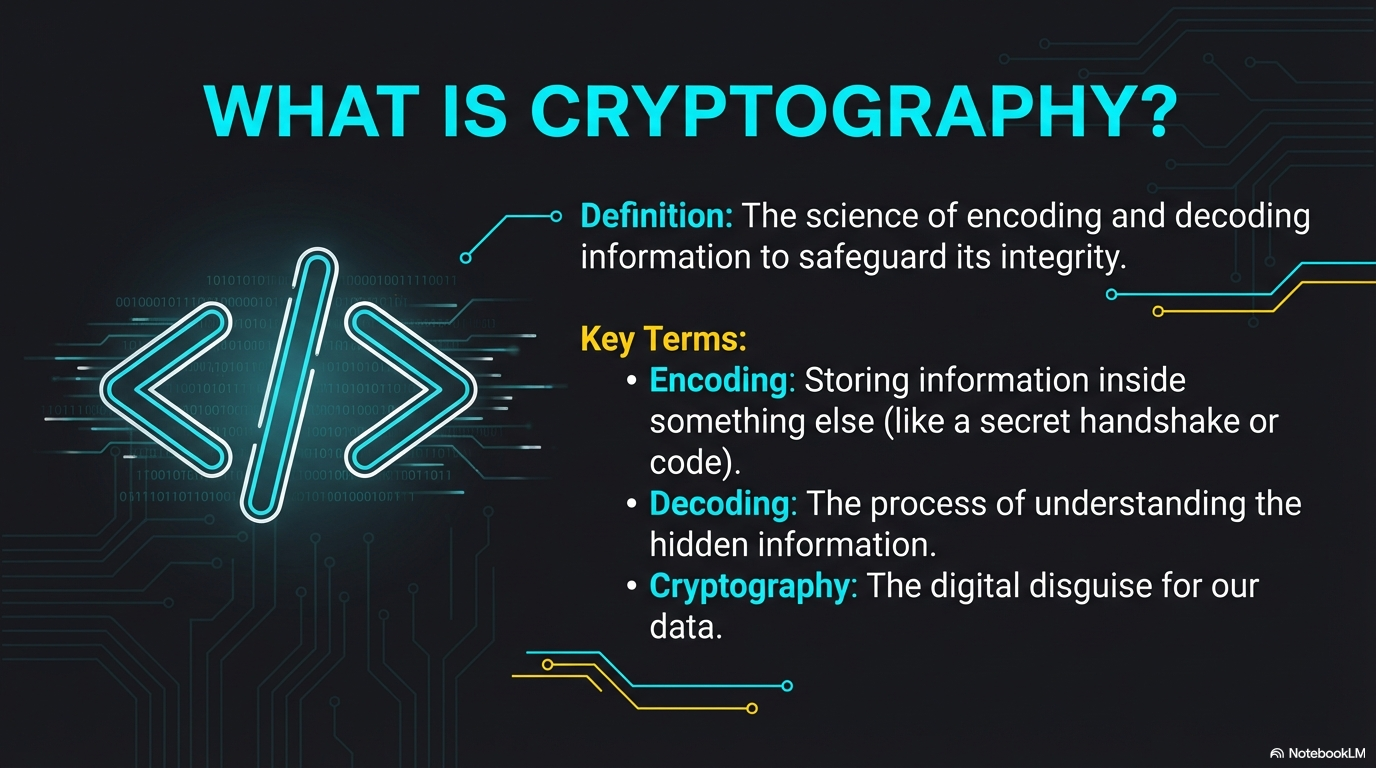 WHAT IS CRYPTOGRAPHY?
Definition: The science of encoding and decoding
information to safeguard its integrity.
Key Terms:
• Encoding: Storing information inside
something else (like a secret handshake or
code).
• Decoding: The process of understanding the
hidden information.
• Cryptography: The digital disguise for our
data.
NotebookLM